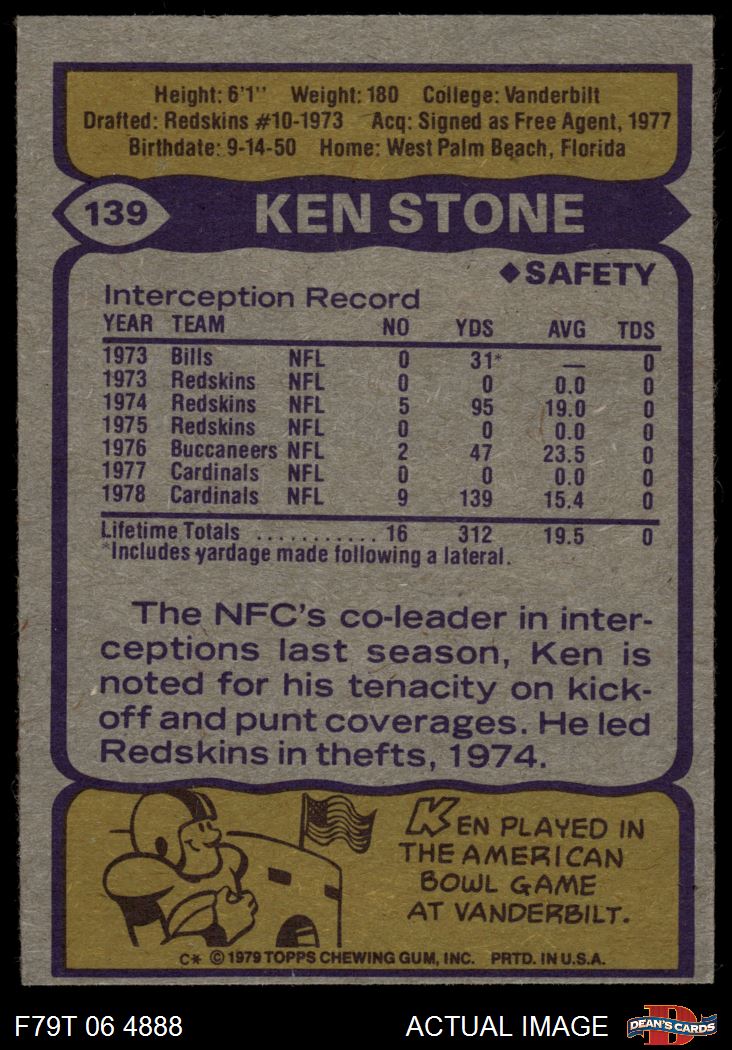 Height: 6'1" Weight: 180 College: Vanderbilt
Drafted: Redskins #10-1973 Acq: Signed as Free Agent, 1977
Birthdate: 9-14-50 Home: West Palm Beach, Florida
139 KEN STONE
◆SAFETY
Interception Record
YEAR TEAM NO YDS AVG TDS
1973 Bills NFL 0 31* — 0
1973 Redskins NFL 0 0 0.0 0
1974 Redskins NFL 5 95 19.0 0
1975 Redskins NFL 0 0 0.0 0
1976 Buccaneers NFL 2 47 23.5 0
1977 Cardinals NFL 0 0 0.0 0
1978 Cardinals NFL 9 139 15.4 0
Lifetime Totals ........... 16 312 19.5 0
*Includes yardage made following a lateral.
The NFC's co-leader in inter-
ceptions last season, Ken is
noted for his tenacity on kick-
off and punt coverages. He led
Redskins in thefts, 1974.
KEN PLAYED IN
THE AMERICAN
BOWL GAME
AT VANDERBILT.
C* © 1979 TOPPS CHEWING GUM, INC. PRTD. IN U.S.A.
F79T 06 4888 ACTUAL IMAGE D DEAN'S CARDS